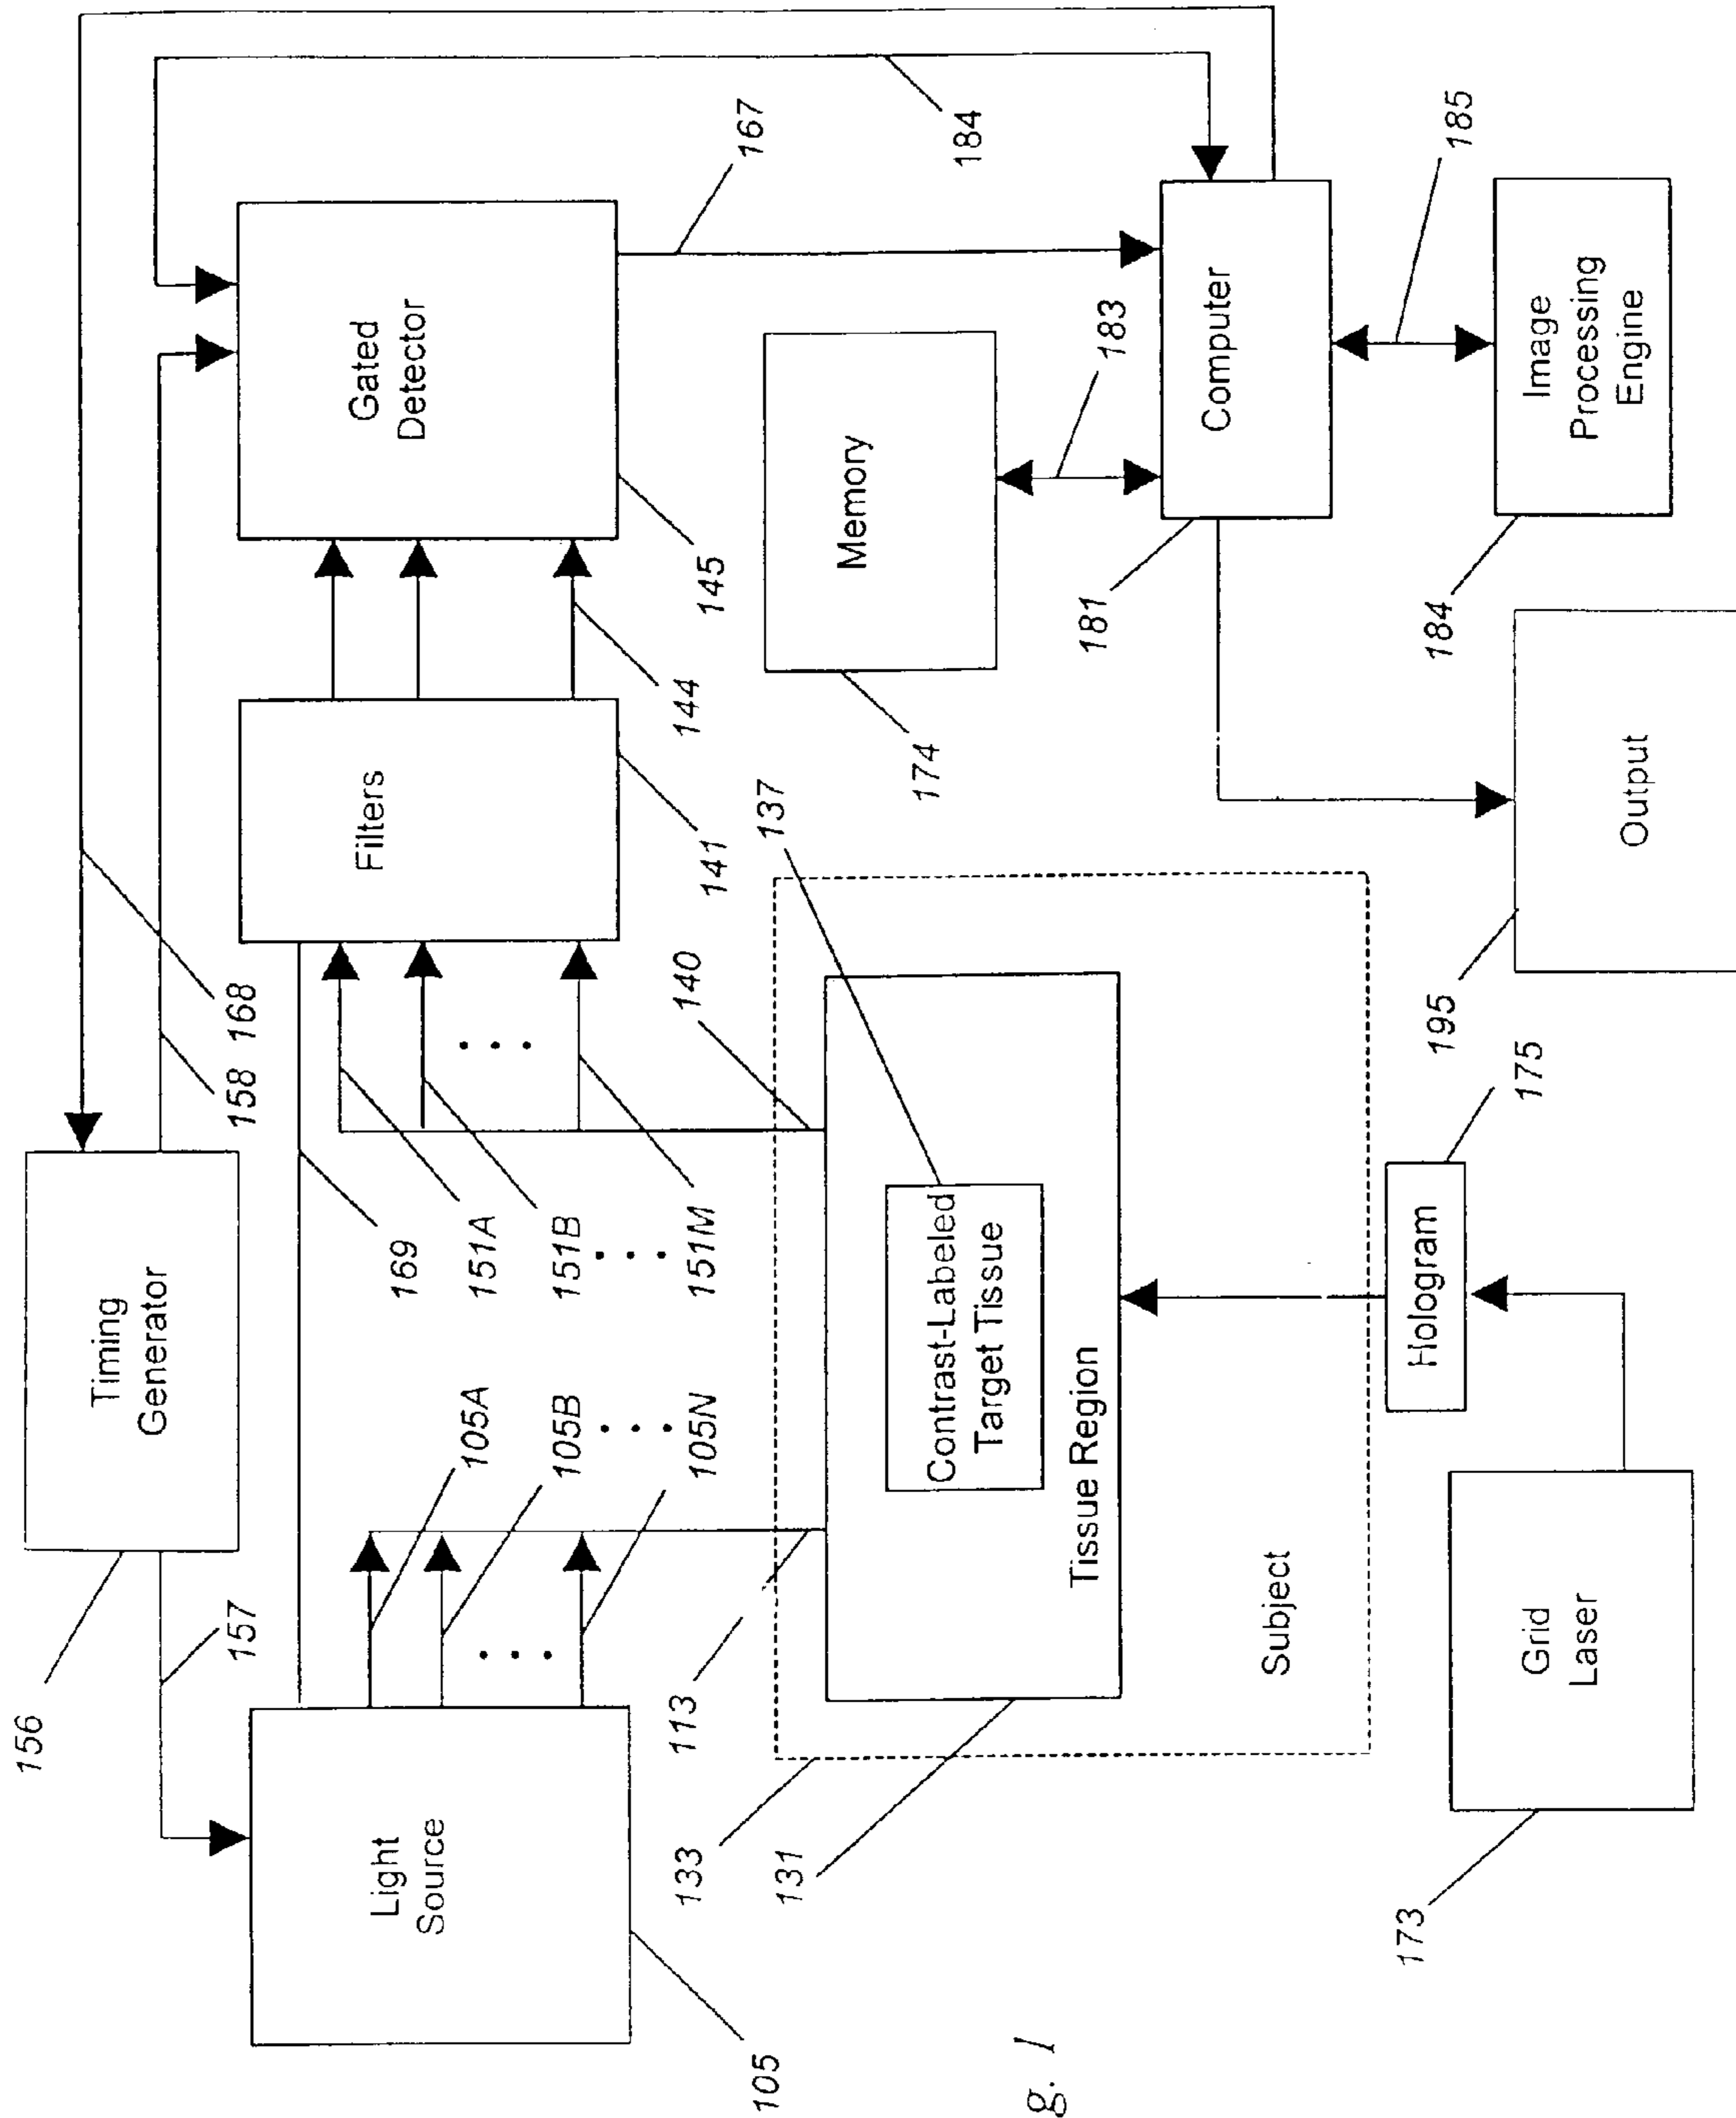 156
Timing
Generator
168
158
157
184
Light
Source
105
169
105A
105B
• • •
105N
• • •
151A
151B
• • •
151M
• • •
Filters
141
144
Gated
Detector
145
167
113
140
137
133
131
Contrast-Labeled
Target Tissue
Tissue Region
Subject
Memory
174
183
Computer
181
185
Image
Processing
Engine
184
Hologram
175
Grid
Laser
173
Output
195
g. 1